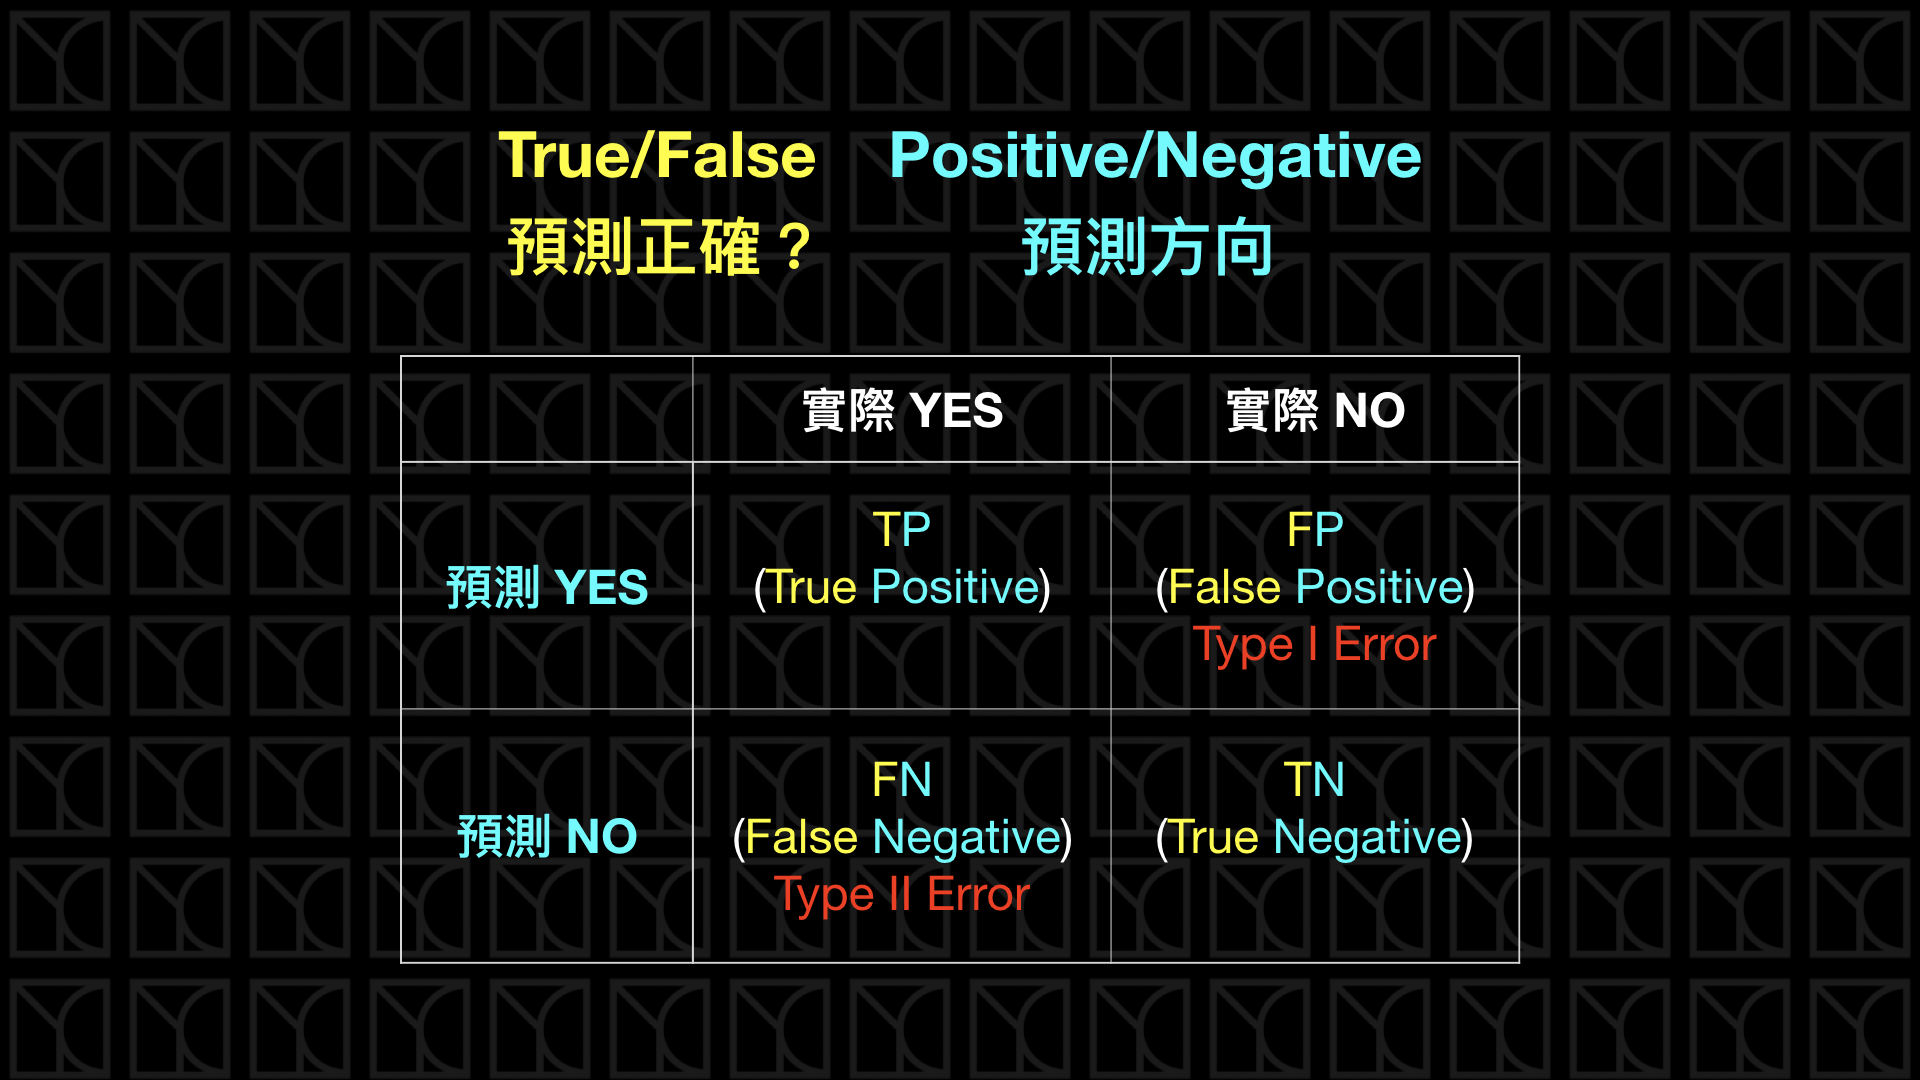 True/False
Positive/Negative
預測正確？
預測方向
實際 YES
實際 NO
預測 YES
TP
(True Positive)
FP
(False Positive)
Type I Error
預測 NO
FN
(False Negative)
Type II Error
TN
(True Negative)